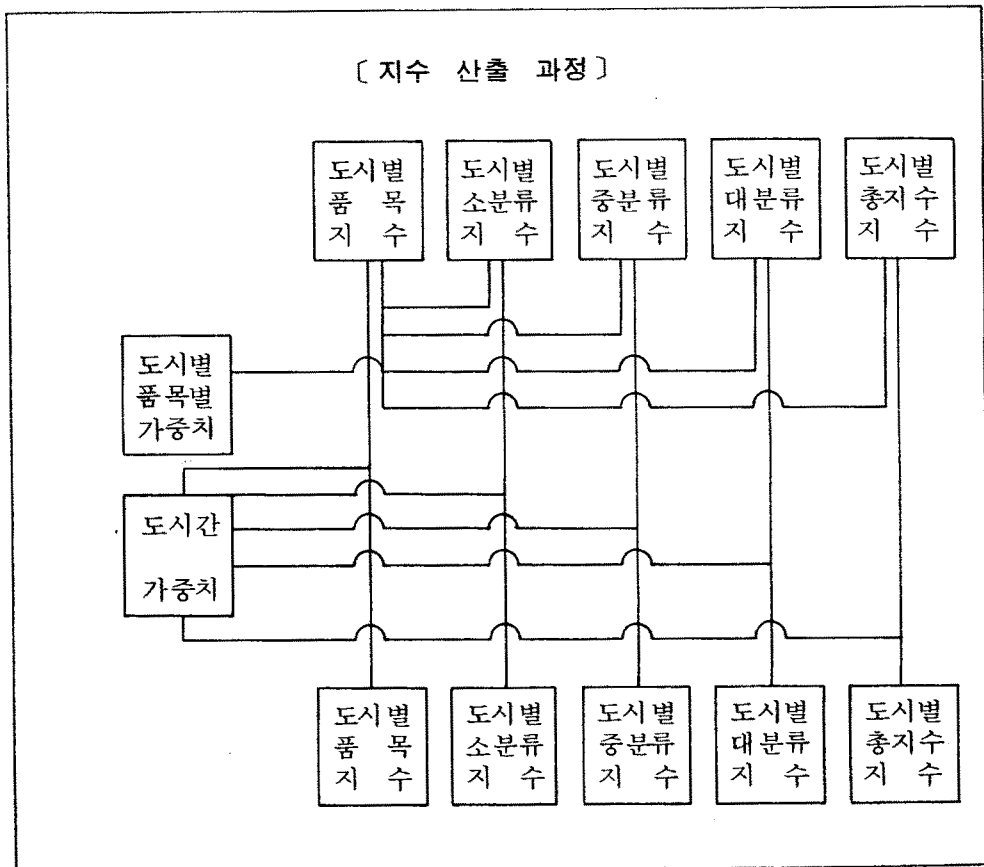 〔 지수 산출 과정 〕
도시별
품 목
지 수
도시별
소분류
지 수
도시별
중분류
지 수
도시별
대분류
지 수
도시별
총지수
지 수
도시별
품목별
가중치
도시간
가중치
도시별
품 목
지 수
도시별
소분류
지 수
도시별
중분류
지 수
도시별
대분류
지 수
도시별
총지수
지 수